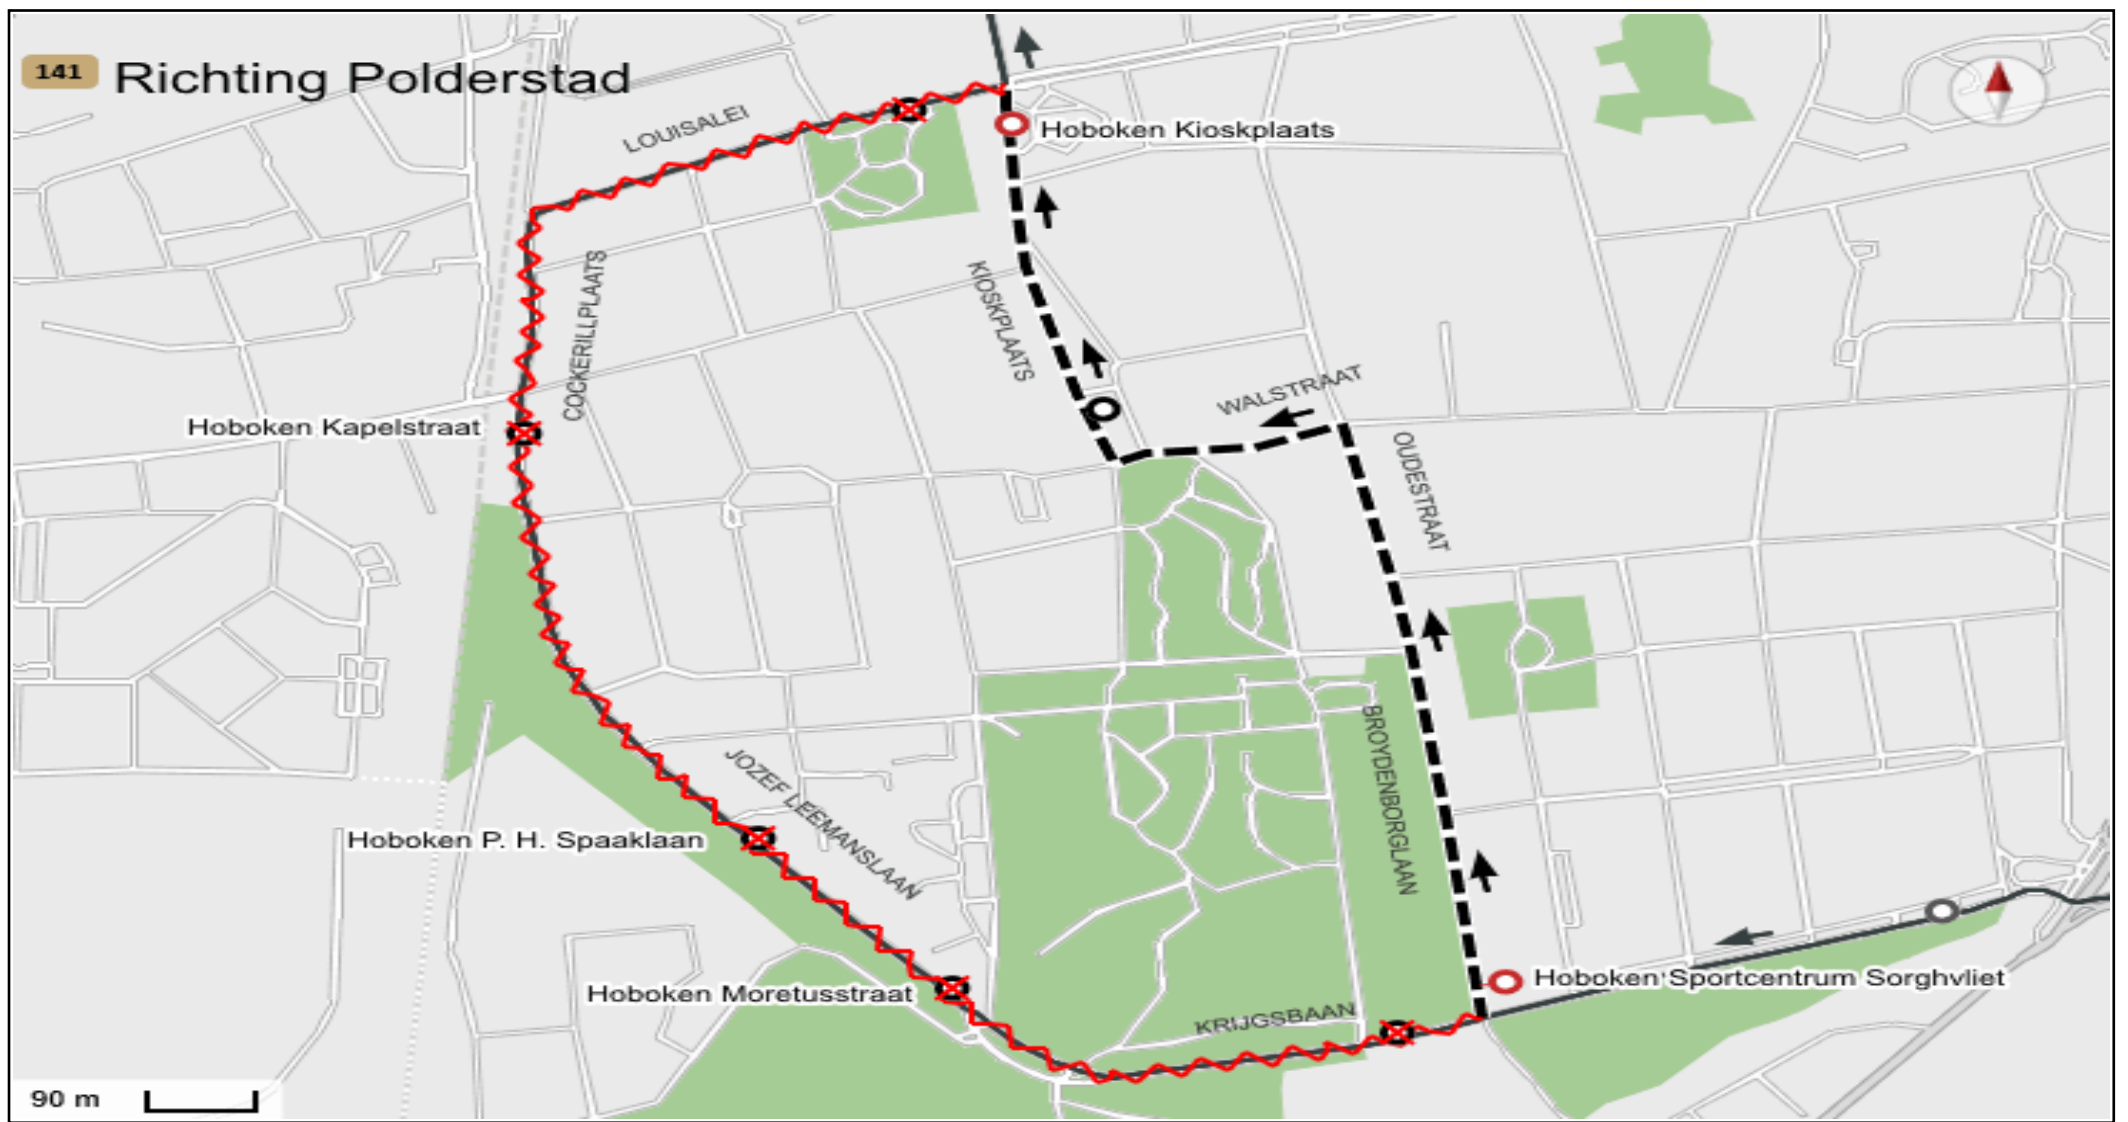 141 Richting Polderstad
LOUISALEI
Hoboken Kioskplaats
COCKERILLPLAATS
KIOSKPLAATS
WALSTRAAT
Hoboken Kapelstraat
OUDESTRAAT
BROYDENBORGLAAN
JOZEF LEEMANSLAAN
Hoboken P. H. Spaaklaan
Hoboken Sportcentrum Sorghvliet
Hoboken Moretusstraat
KRIJGSBAAN
90 m